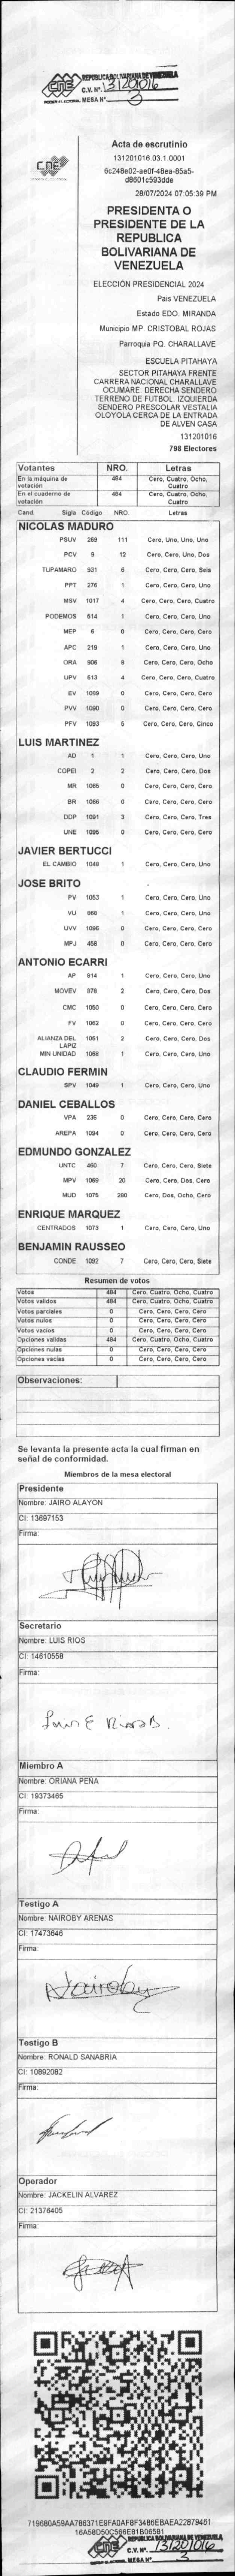 CNE
REPUBLICA BOLIVARIANA DE VENEZUELA
C.V. Nº. 131201016
PODER ELECTORAL MESA Nº 3
CNE
Acta de escrutinio
131201016.03.1.0001
6c248e02-ae0f-48ea-85a5-
d8601c593dde
28/07/2024 07:05:39 PM
PRESIDENTA O
PRESIDENTE DE LA
REPUBLICA
BOLIVARIANA DE
VENEZUELA
ELECCIÓN PRESIDENCIAL 2024
Pais VENEZUELA
Estado EDO. MIRANDA
Municipio MP. CRISTOBAL ROJAS
Parroquia PQ. CHARALLAVE
ESCUELA PITAHAYA
SECTOR PITAHAYA FRENTE
CARRERA NACIONAL CHARALLAVE
OCUMARE. DERECHA SENDERO
TERRENO DE FUTBOL. IZQUIERDA
SENDERO PRESCOLAR VESTALIA
OLOYOLA CERCA DE LA ENTRADA
DE ALVEN CASA
131201016
798 Electores
Votantes NRO. Letras
En la máquina de votación 484 Cero, Cuatro, Ocho, Cuatro
En el cuaderno de votación 484 Cero, Cuatro, Ocho, Cuatro
Cand. Sigla Código NRO. Letras
NICOLAS MADURO
PSUV 269 111 Cero, Uno, Uno, Uno
PCV 9 12 Cero, Cero, Uno, Dos
TUPAMARO 931 6 Cero, Cero, Cero, Seis
PPT 276 1 Cero, Cero, Cero, Uno
MSV 1017 4 Cero, Cero, Cero, Cuatro
PODEMOS 514 1 Cero, Cero, Cero, Uno
MEP 6 0 Cero, Cero, Cero, Cero
APC 219 1 Cero, Cero, Cero, Uno
ORA 906 8 Cero, Cero, Cero, Ocho
UPV 513 4 Cero, Cero, Cero, Cuatro
EV 1089 0 Cero, Cero, Cero, Cero
PVV 1090 0 Cero, Cero, Cero, Cero
PFV 1093 5 Cero, Cero, Cero, Cinco
LUIS MARTINEZ
AD 1 1 Cero, Cero, Cero, Uno
COPEI 2 2 Cero, Cero, Cero, Dos
MR 1065 0 Cero, Cero, Cero, Cero
BR 1066 0 Cero, Cero, Cero, Cero
DDP 1091 3 Cero, Cero, Cero, Tres
UNE 1095 0 Cero, Cero, Cero, Cero
JAVIER BERTUCCI
EL CAMBIO 1048 1 Cero, Cero, Cero, Uno
JOSE BRITO
PV 1053 1 Cero, Cero, Cero, Uno
VU 968 1 Cero, Cero, Cero, Uno
UVV 1096 0 Cero, Cero, Cero, Cero
MPJ 458 0 Cero, Cero, Cero, Cero
ANTONIO ECARRI
AP 814 1 Cero, Cero, Cero, Uno
MOVEV 978 2 Cero, Cero, Cero, Dos
CMC 1050 0 Cero, Cero, Cero, Cero
FV 1062 0 Cero, Cero, Cero, Cero
ALIANZA DEL LÁPIZ 1051 2 Cero, Cero, Cero, Dos
MIN UNIDAD 1088 1 Cero, Cero, Cero, Uno
CLAUDIO FERMIN
SPV 1049 1 Cero, Cero, Cero, Uno
DANIEL CEBALLOS
VPA 236 0 Cero, Cero, Cero, Cero
AREPA 1094 0 Cero, Cero, Cero, Cero
EDMUNDO GONZALEZ
UNTC 460 7 Cero, Cero, Cero, Siete
MPV 1069 20 Cero, Cero, Dos, Cero
MUD 1075 280 Cero, Dos, Ocho, Cero
ENRIQUE MARQUEZ
CENTRADOS 1073 1 Cero, Cero, Cero, Uno
BENJAMIN RAUSSEO
CONDE 1092 7 Cero, Cero, Cero, Siete
Resumen de votos
Votos 484 Cero, Cuatro, Ocho, Cuatro
Votos validos 484 Cero, Cuatro, Ocho, Cuatro
Votos parciales 0 Cero, Cero, Cero, Cero
Votos nulos 0 Cero, Cero, Cero, Cero
Votos vacios 0 Cero, Cero, Cero, Cero
Opciones validas 484 Cero, Cuatro, Ocho, Cuatro
Opciones nulas 0 Cero, Cero, Cero, Cero
Opciones vacias 0 Cero, Cero, Cero, Cero
Observaciones:
Se levanta la presente acta la cual firman en
señal de conformidad.
Miembros de la mesa electoral
Presidente
Nombre: JAIRO ALAYON
CI: 13697153
Firma:
Secretario
Nombre: LUIS RIOS
CI: 14610558
Firma:
Luis E Rios B.
Miembro A
Nombre: ORIANA PEÑA
CI: 19373465
Firma:
Testigo A
Nombre: NAIROBY ARENAS
CI: 17473646
Firma:
Nairoby
Testigo B
Nombre: RONALD SANABRIA
CI: 10892082
Firma:
Operador
Nombre: JACKELIN ALVAREZ
CI: 21376405
Firma:
719680A59AA786371E9FA0AF8F3486EBAEA22879461
16A58D50C566E81B06581
CNE
REPUBLICA BOLIVARIANA DE VENEZUELA
C.V. Nº. 131201016
MESA Nº 3